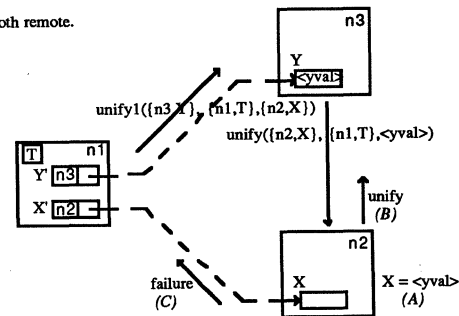 oth remote.
n3
Y
<yval>
unify1({n3,Y}, {n1,T},{n2,X})
unify({n2,X}, {n1,T},<yval>)
T n1
Y' n3
X' n2
unify
(B)
n2
failure
(C)
X
X = <yval>
(A)